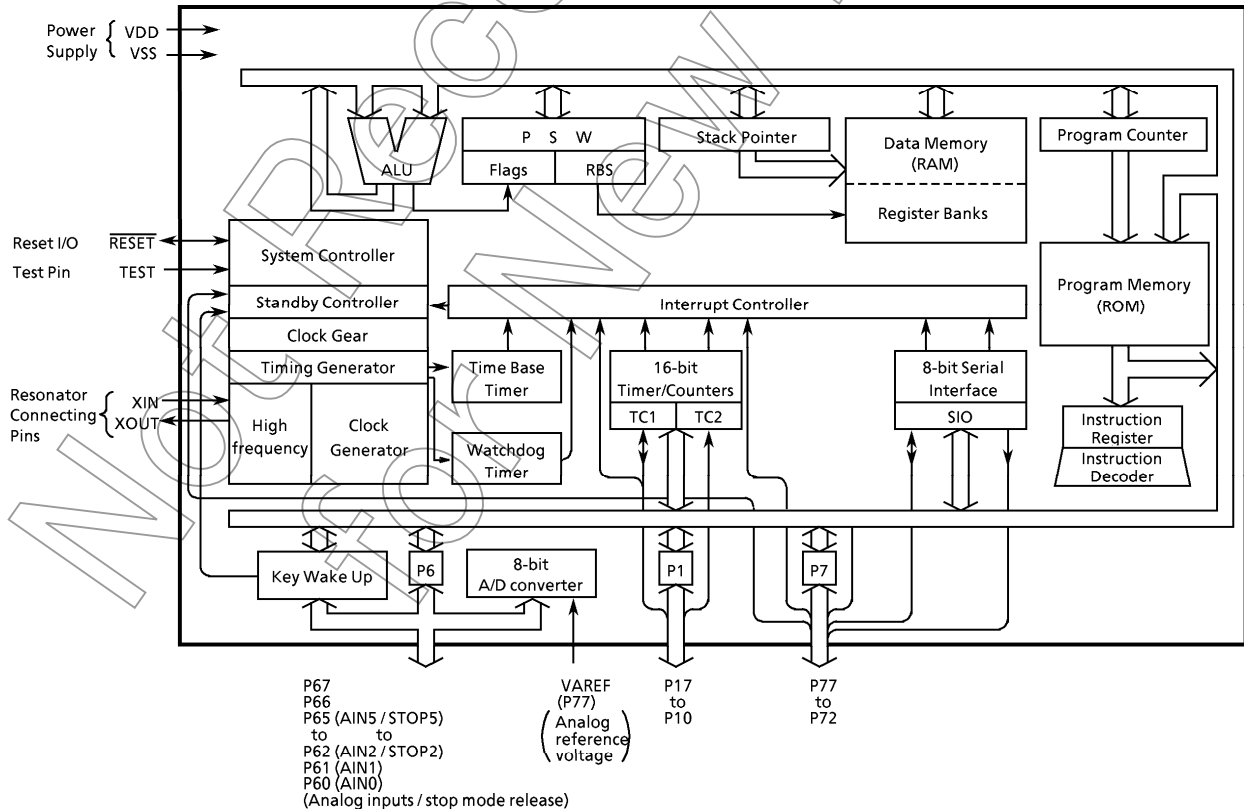 Power
Supply
VDD
VSS
P S W
Flags
RBS
ALU
Stack Pointer
Data Memory
(RAM)
Register Banks
Program Counter
Program Memory
(ROM)
Instruction
Register
Instruction
Decoder
Reset I/O
RESET
Test Pin
TEST
System Controller
Standby Controller
Clock Gear
Timing Generator
High
frequency
Clock
Generator
Resonator
Connecting
Pins
XIN
XOUT
Interrupt Controller
Time Base
Timer
Watchdog
Timer
16-bit
Timer/Counters
TC1
TC2
8-bit Serial
Interface
SIO
Key Wake Up
P6
8-bit
A/D converter
P1
P7
P67
P66
P65 (AIN5 / STOP5)
to to
P62 (AIN2 / STOP2)
P61 (AIN1)
P60 (AIN0)
(Analog inputs / stop mode release)
VAREF
(P77)
(Analog
reference
voltage)
P17
to
P10
P77
to
P72
Not Rec
for New